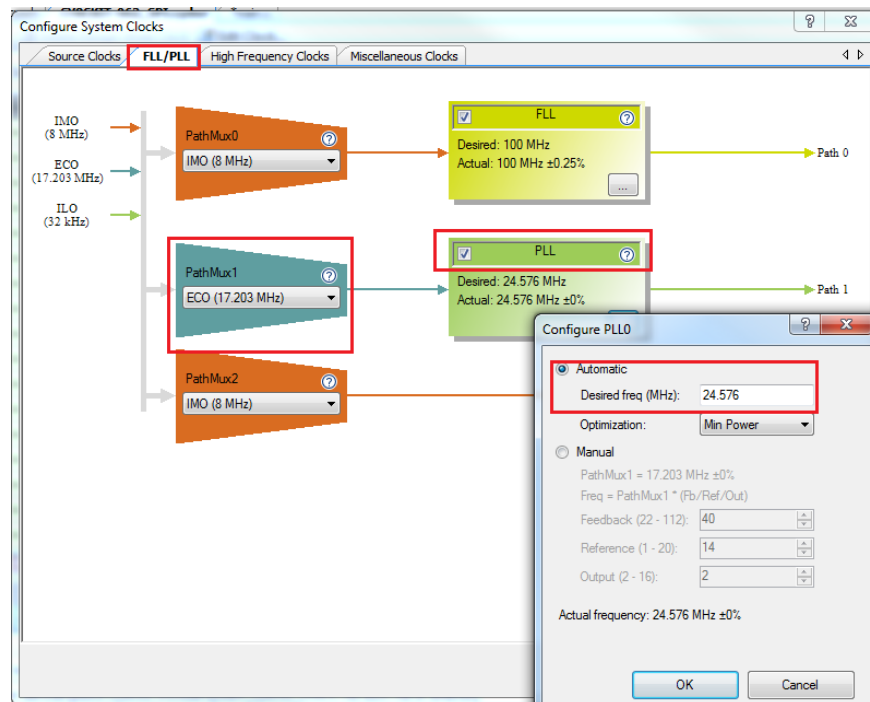 Configure System Clocks
Source Clocks FLL/PLL High Frequency Clocks Miscellaneous Clocks
IMO
(8 MHz)
ECO
(17.203 MHz)
ILO
(32 kHz)
PathMux0
IMO (8 MHz)
FLL
Desired: 100 MHz
Actual: 100 MHz ±0.25%
...
Path 0
PathMux1
ECO (17.203 MHz)
PLL
Desired: 24.576 MHz
Actual: 24.576 MHz ±0%
Path 1
PathMux2
IMO (8 MHz)
Configure PLL0
Automatic
Desired freq (MHz): 24.576
Optimization: Min Power
Manual
PathMux1 = 17.203 MHz ±0%
Freq = PathMux1 * (Fb/Ref/Out)
Feedback (22 - 112): 40
Reference (1 - 20): 14
Output (2 - 16): 2
Actual frequency: 24.576 MHz ±0%
OK Cancel